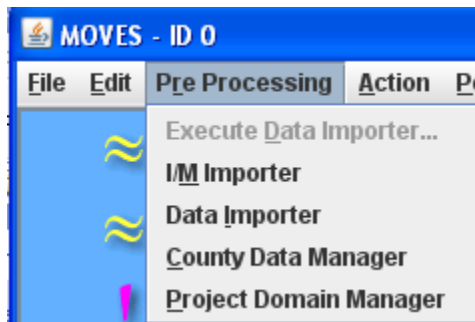 MOVES - ID 0
File Edit Pre Processing Action
Execute Data Importer...
I/M Importer
Data Importer
County Data Manager
Project Domain Manager